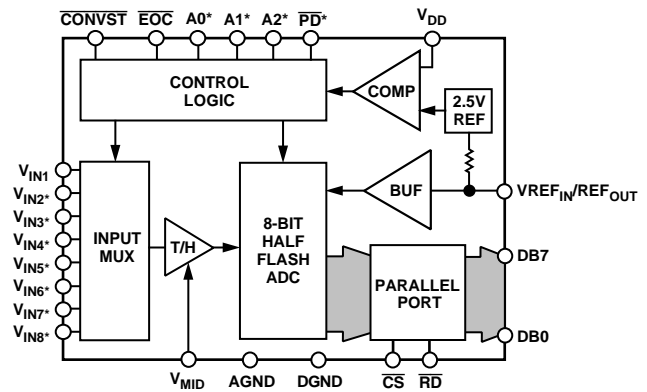 CONVST EOC A0* A1* A2* PD* VDD
CONTROL
LOGIC
COMP
2.5V
REF
BUF
VREFIN/REFOUT
VIN1
VIN2*
VIN3*
VIN4*
VIN5*
VIN6*
VIN7*
VIN8*
INPUT
MUX
T/H
8-BIT
HALF
FLASH
ADC
PARALLEL
PORT
DB7
DB0
VMID AGND DGND CS RD